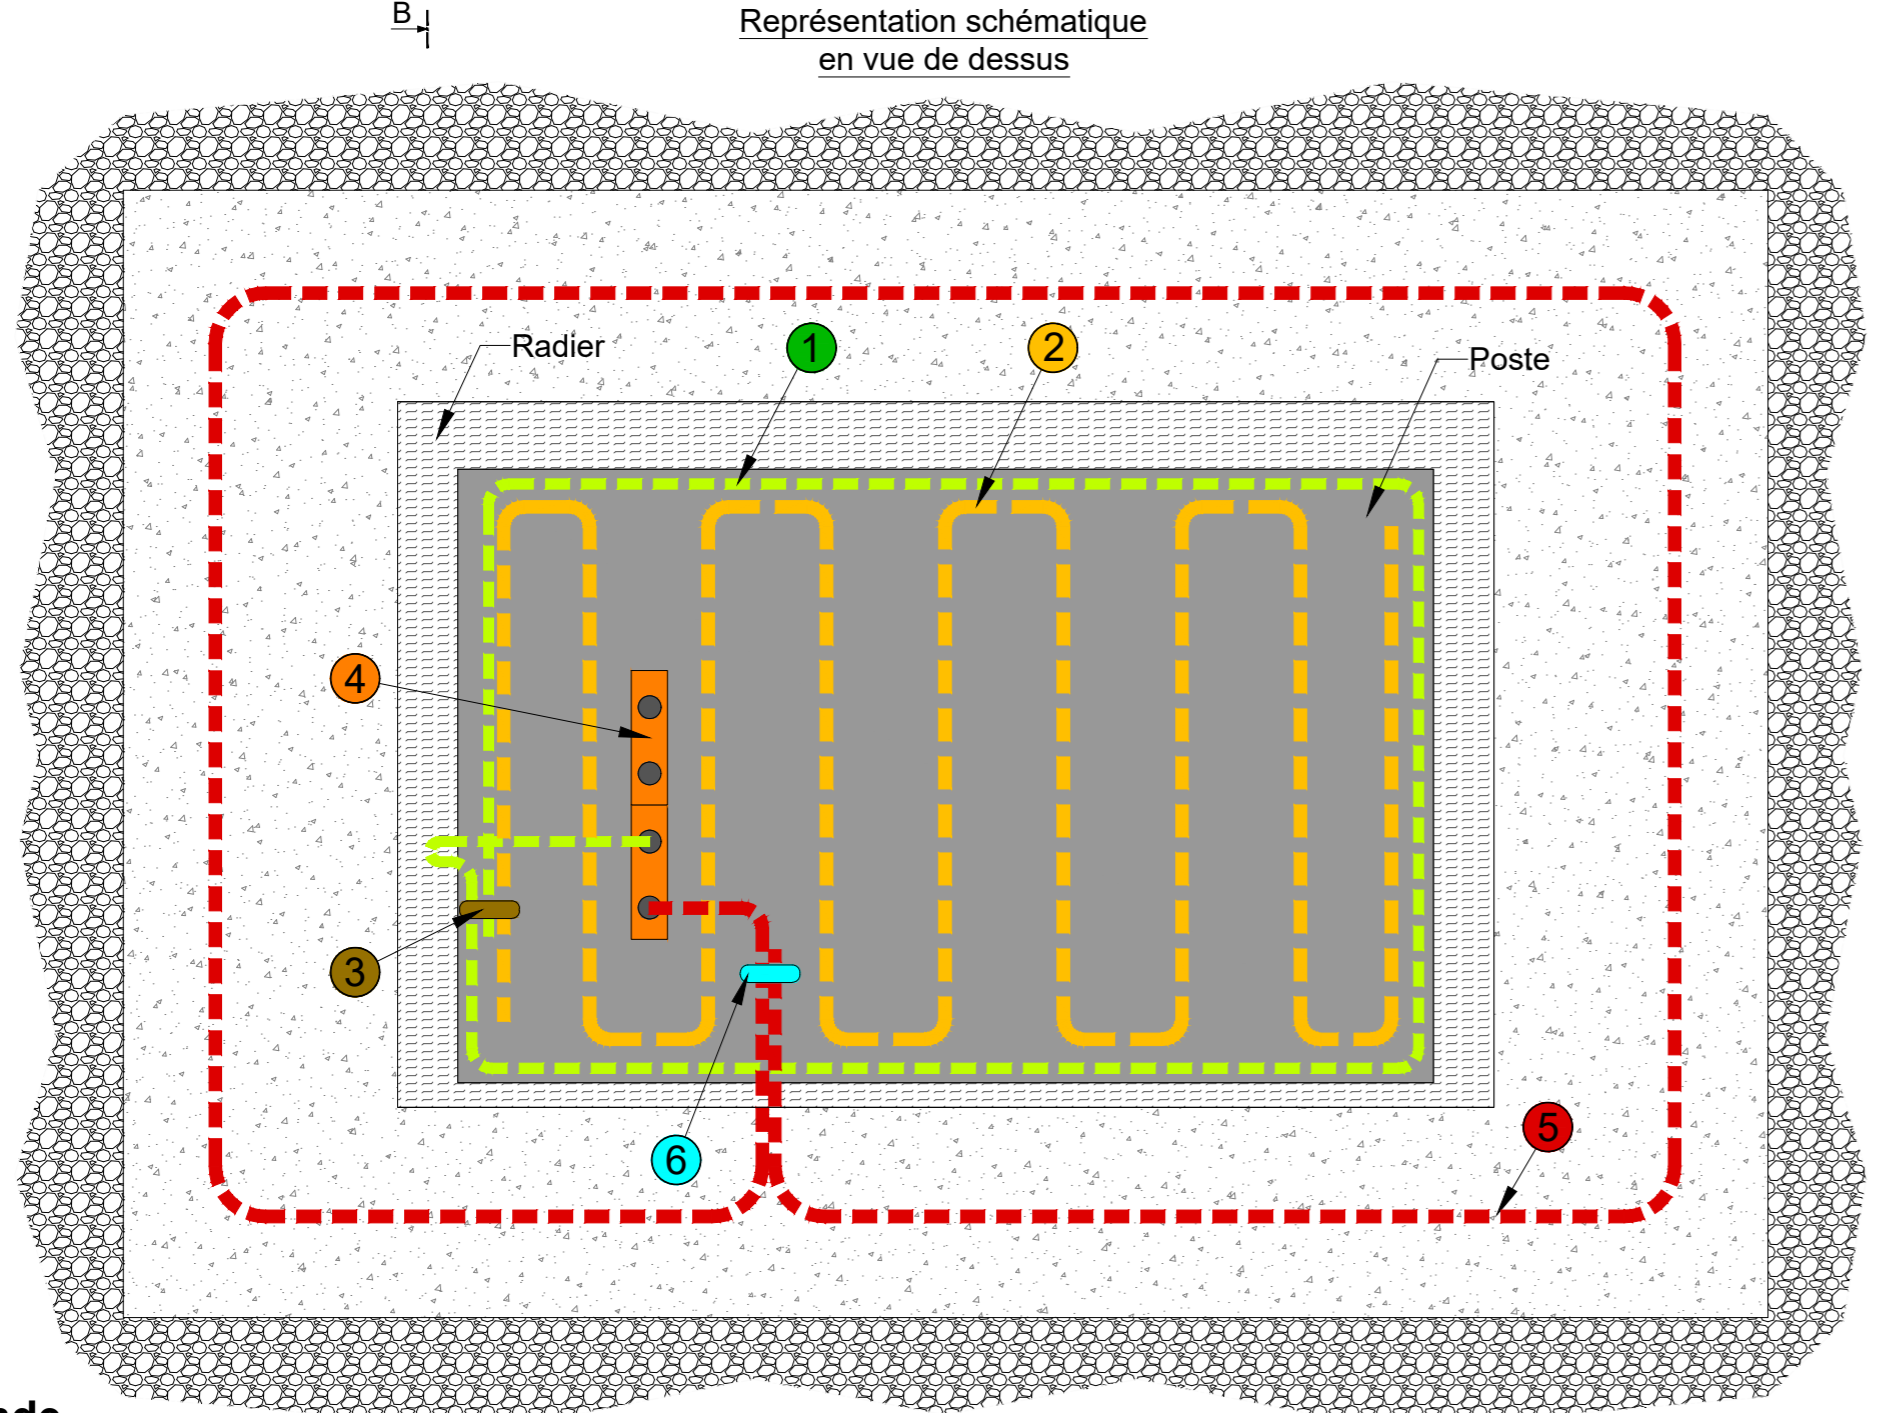 B
Représentation schématique
en vue de dessus
Radier
1
2
Poste
4
3
6
5